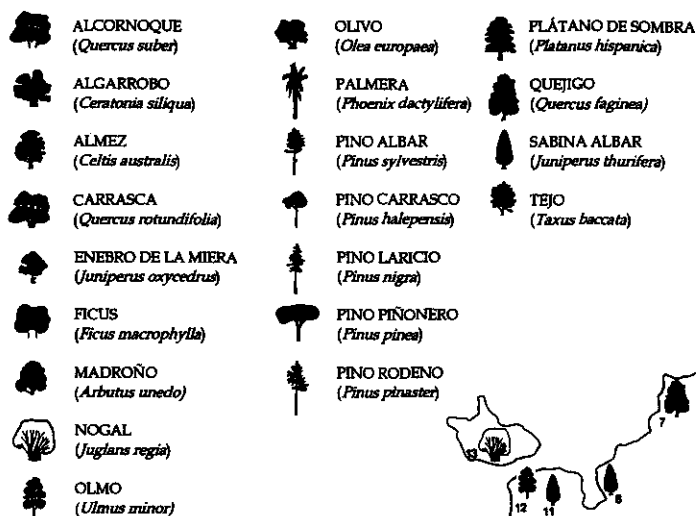 ALCORNOQUE
(Quercus suber)
ALGARROBO
(Ceratonia siliqua)
ALMEZ
(Celtis australis)
CARRASCA
(Quercus rotundifolia)
ENEBRO DE LA MIERA
(Juniperus oxycedrus)
FICUS
(Ficus macrophylla)
MADROÑO
(Arbutus unedo)
NOGAL
(Juglans regia)
OLMO
(Ulmus minor)
OLIVO
(Olea europaea)
PALMERA
(Phoenix dactylifera)
PINO ALBAR
(Pinus sylvestris)
PINO CARRASCO
(Pinus halepensis)
PINO LARICIO
(Pinus nigra)
PINO PIÑONERO
(Pinus pinea)
PINO RODENO
(Pinus pinaster)
PLÁTANO DE SOMBRA
(Platanus hispanica)
QUEJIGO
(Quercus faginea)
SABINA ALBAR
(Juniperus thurifera)
TEJO
(Taxus baccata)
7
13
12
11